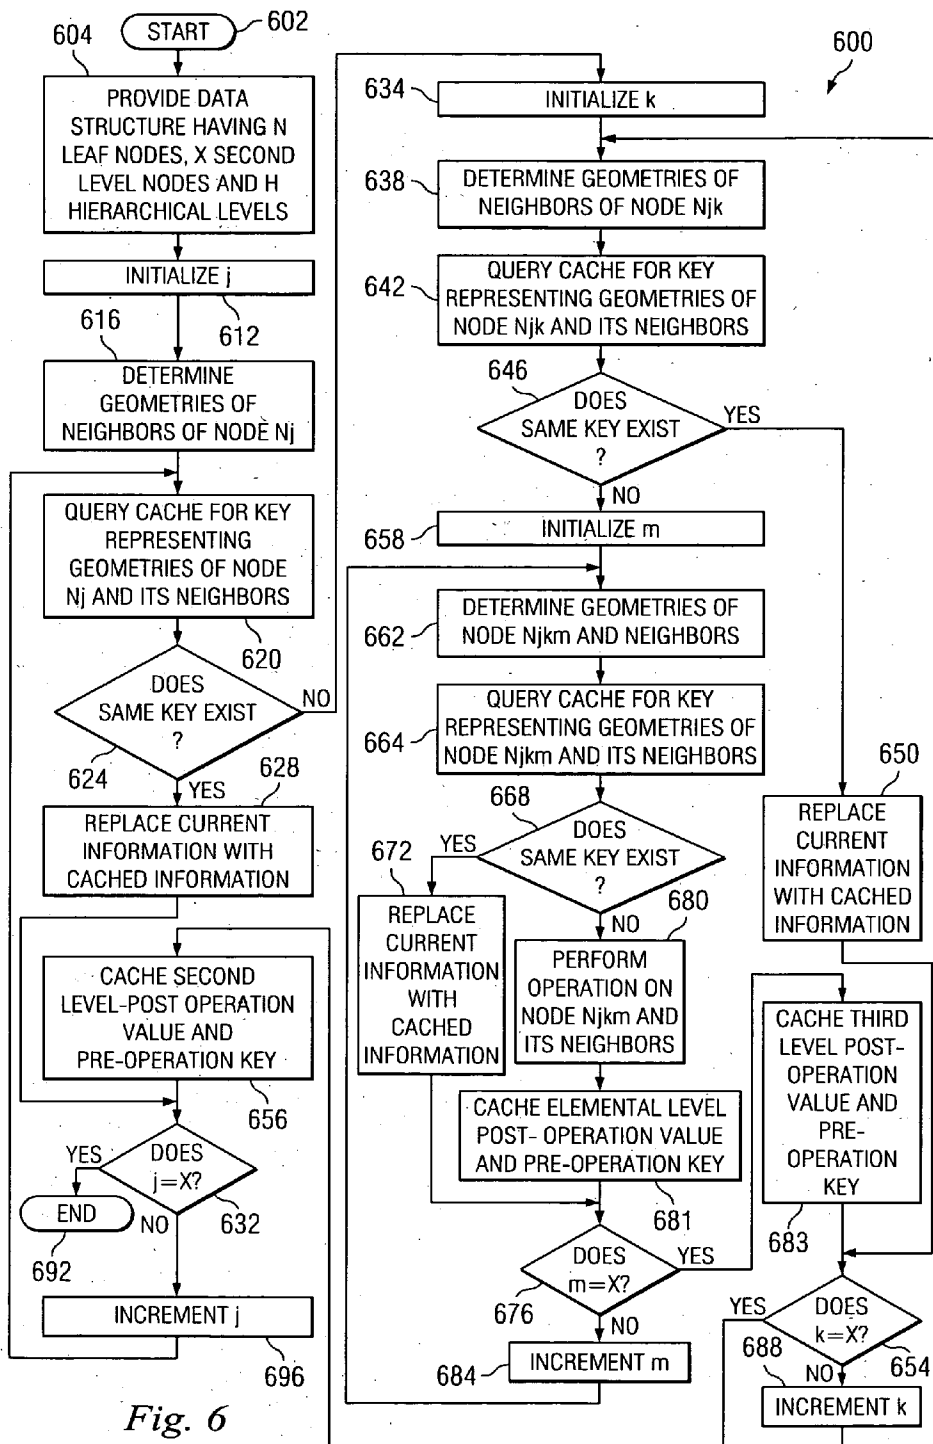 START
602
604
PROVIDE DATA
STRUCTURE HAVING N
LEAF NODES, X SECOND
LEVEL NODES AND H
HIERARCHICAL LEVELS
INITIALIZE j
612
616
DETERMINE
GEOMETRIES OF
NEIGHBORS OF NODE Nj
QUERY CACHE FOR KEY
REPRESENTING
GEOMETRIES OF NODE
Nj AND ITS NEIGHBORS
620
DOES
SAME KEY EXIST
?
NO
624
YES
628
REPLACE CURRENT
INFORMATION WITH
CACHED INFORMATION
CACHE SECOND
LEVEL-POST OPERATION
VALUE AND
PRE-OPERATION KEY
656
DOES
j=X?
YES
632
END
692
NO
INCREMENT j
696
600
634
INITIALIZE k
638
DETERMINE GEOMETRIES OF
NEIGHBORS OF NODE Njk
642
QUERY CACHE FOR KEY
REPRESENTING GEOMETRIES OF
NODE Njk AND ITS NEIGHBORS
646
DOES
SAME KEY EXIST
?
YES
NO
658
INITIALIZE m
662
DETERMINE GEOMETRIES OF
NODE Njkm AND NEIGHBORS
664
QUERY CACHE FOR KEY
REPRESENTING GEOMETRIES OF
NODE Njkm AND ITS NEIGHBORS
668
DOES
SAME KEY EXIST
?
YES
NO
672
REPLACE
CURRENT
INFORMATION
WITH
CACHED
INFORMATION
680
PERFORM
OPERATION ON
NODE Njkm AND
ITS NEIGHBORS
CACHE ELEMENTAL LEVEL
POST- OPERATION VALUE
AND PRE-OPERATION KEY
681
DOES
m=X?
YES
676
NO
684
INCREMENT m
650
REPLACE
CURRENT
INFORMATION
WITH CACHED
INFORMATION
CACHE THIRD
LEVEL POST-
OPERATION
VALUE AND
PRE-
OPERATION
KEY
683
DOES
k=X?
YES
654
688
NO
INCREMENT k
Fig. 6